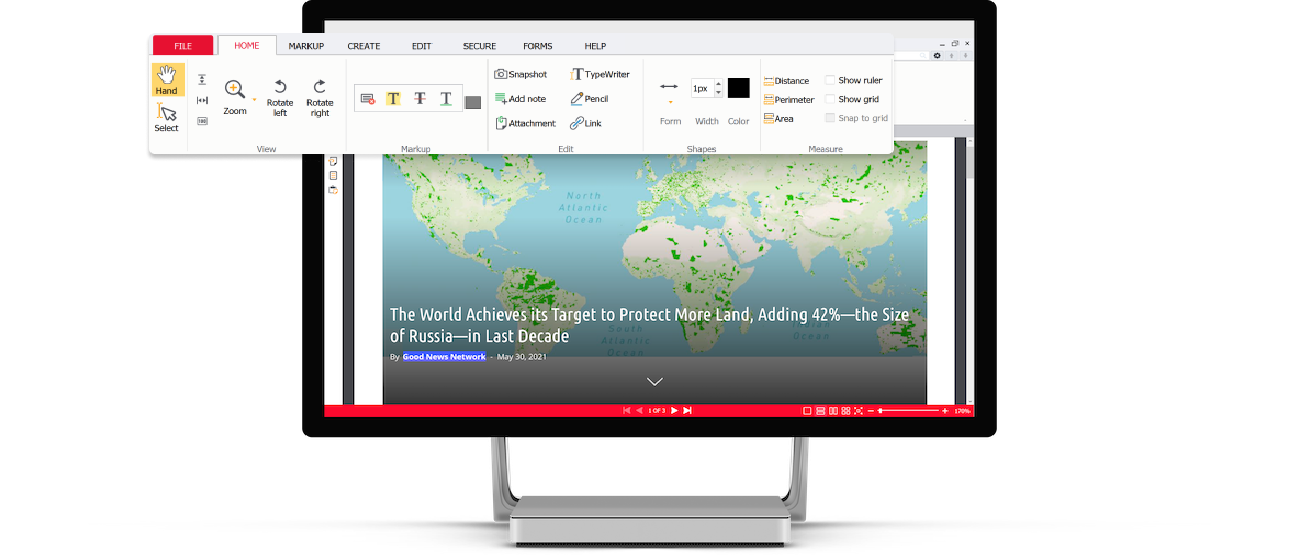 FILE HOME MARKUP CREATE EDIT SECURE FORMS HELP
Hand
Select
100
Zoom
Rotate left
Rotate right
View
T T T
Markup
Snapshot
TypeWriter
Add note
Pencil
Attachment
Link
Edit
Form
1px
Width
Color
Shapes
Distance
Show ruler
Perimeter
Show grid
Area
Snap to grid
Measure
North
Atlantic
Ocean
The World Achieves its Target to Protect More Land, Adding 42%—the Size
of Russia—in Last Decade
South
Atlantic
Ocean
Indian
Ocean
By Good News Network - May 30, 2021
1 OF 3
170%